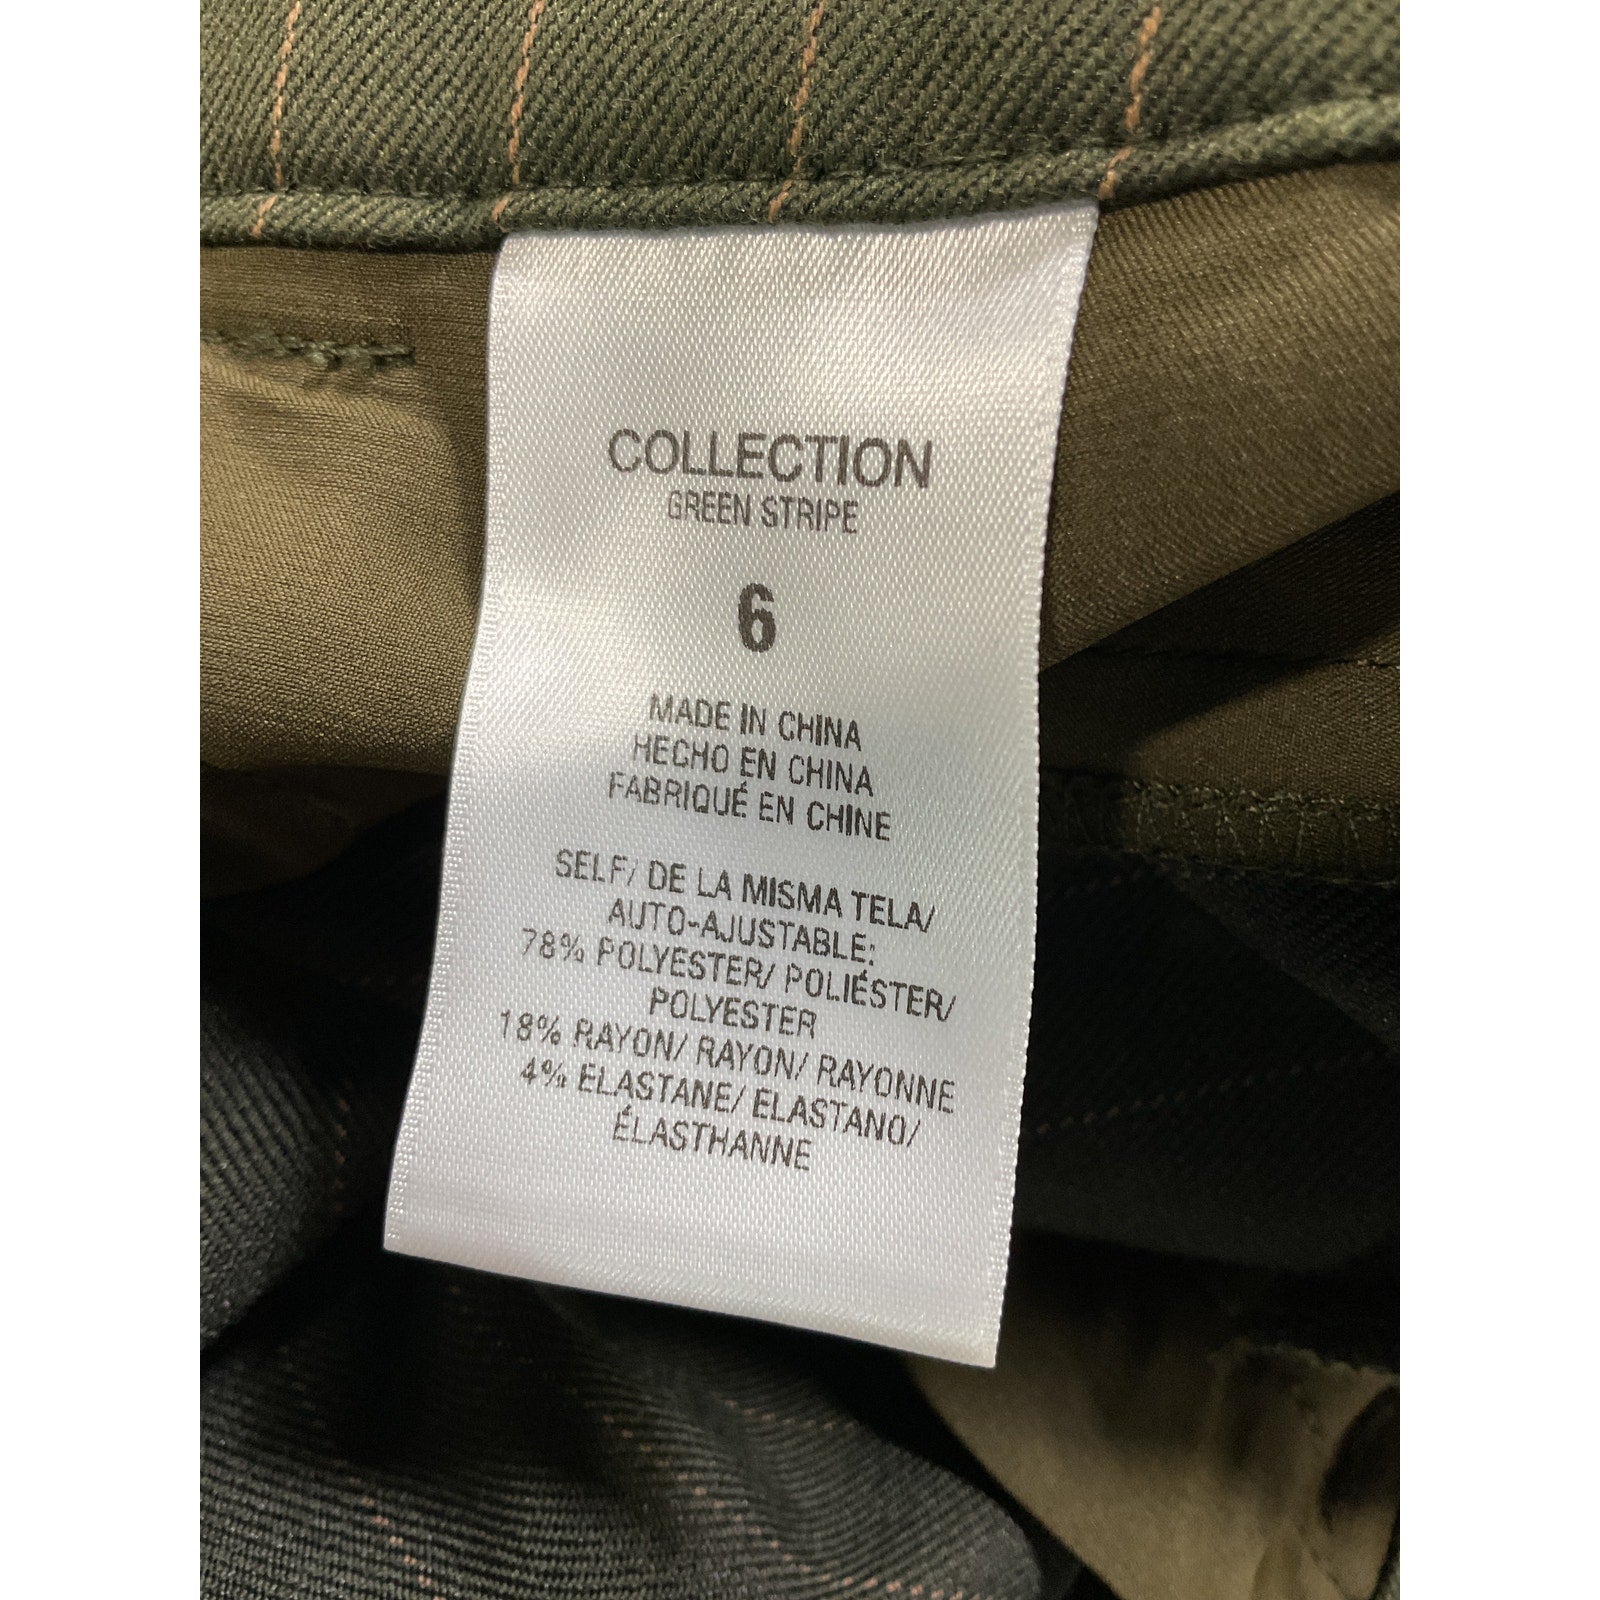 COLLECTION
GREEN STRIPE
6
MADE IN CHINA
HECHO EN CHINA
FABRIQUÉ EN CHINE
SELF/ DE LA MISMA TELA/
AUTO-AJUSTABLE:
78% POLYESTER/ POLIÉSTER/
POLYESTER
18% RAYON/ RAYON/ RAYONNE
4% ELASTANE/ ELASTANO/
ÉLASTHANNE